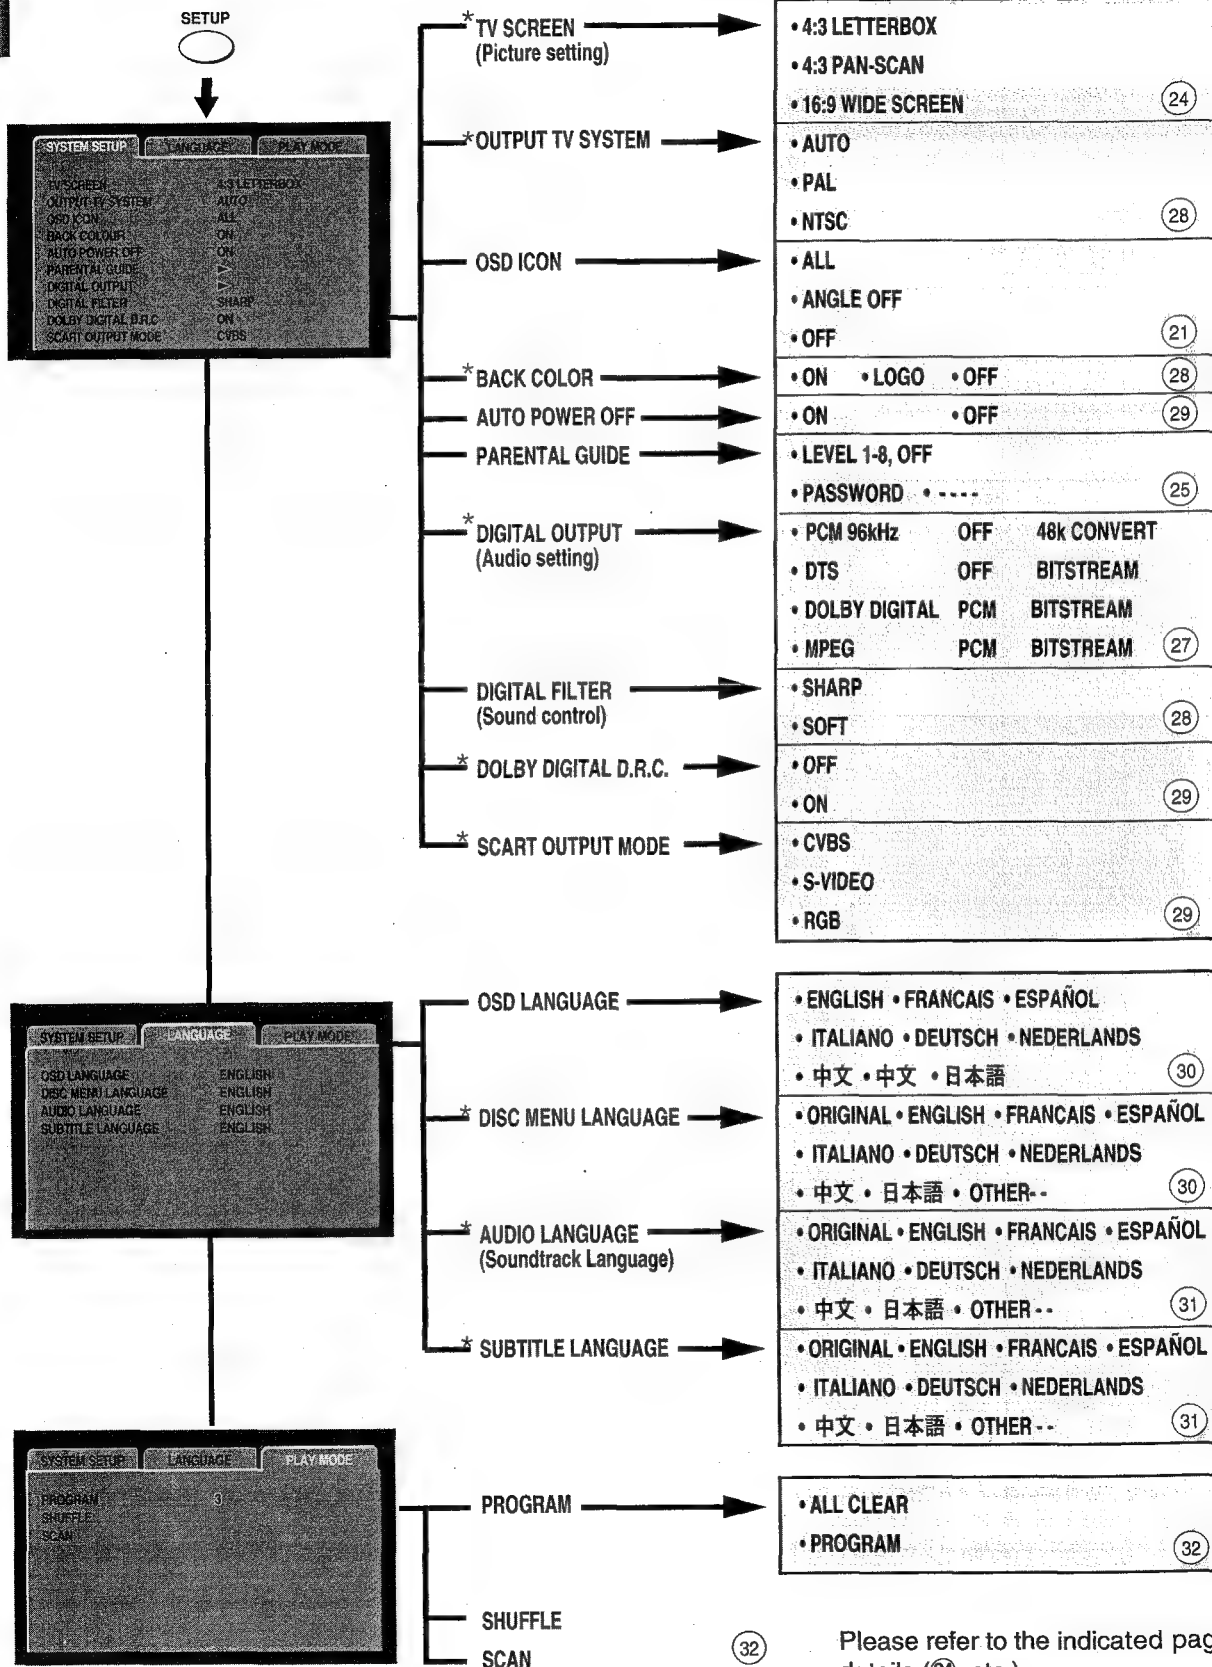 SETUP
SYSTEM SETUP LANGUAGE PLAY MODE
TV SCREEN 4:3 LETTERBOX
OUTPUT TV SYSTEM AUTO
OSD ICON ALL
BACK COLOUR ON
AUTO POWER OFF ON
PARENTAL GUIDE
DIGITAL OUTPUT
DIGITAL FILTER SHARP
DOLBY DIGITAL D.R.C ON
SCART OUTPUT MODE CVBS
*TV SCREEN
(Picture setting)
• 4:3 LETTERBOX
• 4:3 PAN-SCAN
• 16:9 WIDE SCREEN 24
*OUTPUT TV SYSTEM
• AUTO
• PAL
• NTSC 28
OSD ICON
• ALL
• ANGLE OFF
• OFF 21
*BACK COLOR
• ON • LOGO • OFF 28
AUTO POWER OFF
• ON • OFF 29
PARENTAL GUIDE
• LEVEL 1-8, OFF
• PASSWORD • ----
25
*DIGITAL OUTPUT
(Audio setting)
• PCM 96kHz OFF 48k CONVERT
• DTS OFF BITSTREAM
• DOLBY DIGITAL PCM BITSTREAM
• MPEG PCM BITSTREAM 27
DIGITAL FILTER
(Sound control)
• SHARP
• SOFT 28
* DOLBY DIGITAL D.R.C.
• OFF
• ON 29
* SCART OUTPUT MODE
• CVBS
• S-VIDEO
• RGB 29
SYSTEM SETUP LANGUAGE PLAY MODE
OSD LANGUAGE ENGLISH
DISC MENU LANGUAGE ENGLISH
AUDIO LANGUAGE ENGLISH
SUBTITLE LANGUAGE ENGLISH
OSD LANGUAGE
• ENGLISH • FRANCAIS • ESPAÑOL
• ITALIANO • DEUTSCH • NEDERLANDS
• 中文 • 中文 • 日本語 30
* DISC MENU LANGUAGE
• ORIGINAL • ENGLISH • FRANCAIS • ESPAÑOL
• ITALIANO • DEUTSCH • NEDERLANDS
• 中文 • 日本語 • OTHER-- 30
* AUDIO LANGUAGE
(Soundtrack Language)
• ORIGINAL • ENGLISH • FRANCAIS • ESPAÑOL
• ITALIANO • DEUTSCH • NEDERLANDS
• 中文 • 日本語 • OTHER-- 31
* SUBTITLE LANGUAGE
• ORIGINAL • ENGLISH • FRANCAIS • ESPAÑOL
• ITALIANO • DEUTSCH • NEDERLANDS
• 中文 • 日本語 • OTHER-- 31
SYSTEM SETUP LANGUAGE PLAY MODE
PROGRAM 3
SHUFFLE
SCAN
PROGRAM
• ALL CLEAR
• PROGRAM 32
SHUFFLE
SCAN 32
Please refer to the indicated pag
details (24, etc.)